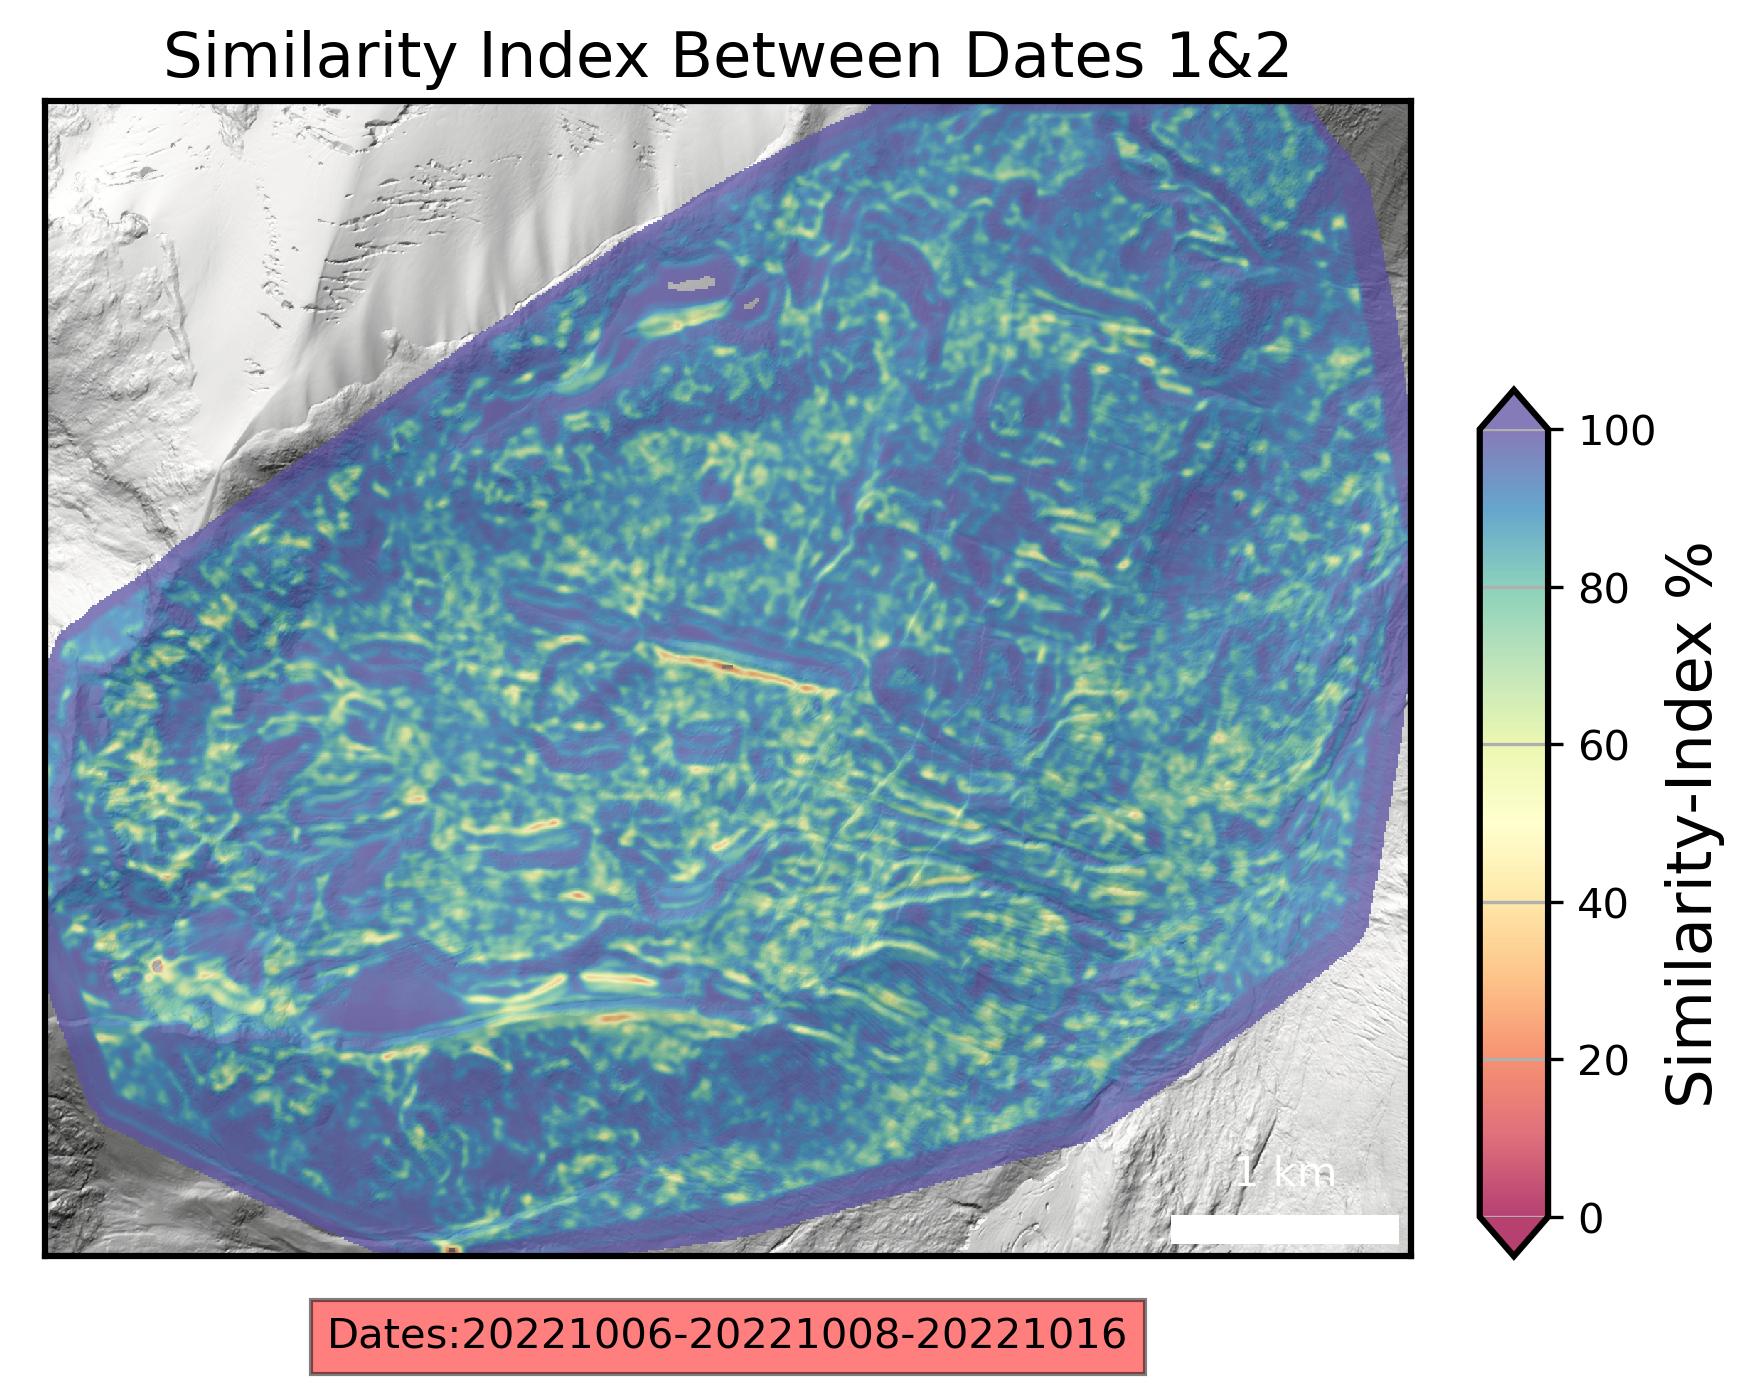 Similarity Index Between Dates 1&2
100
80
60
40
20
0
Similarity-Index %
1 km
Dates:20221006-20221008-20221016